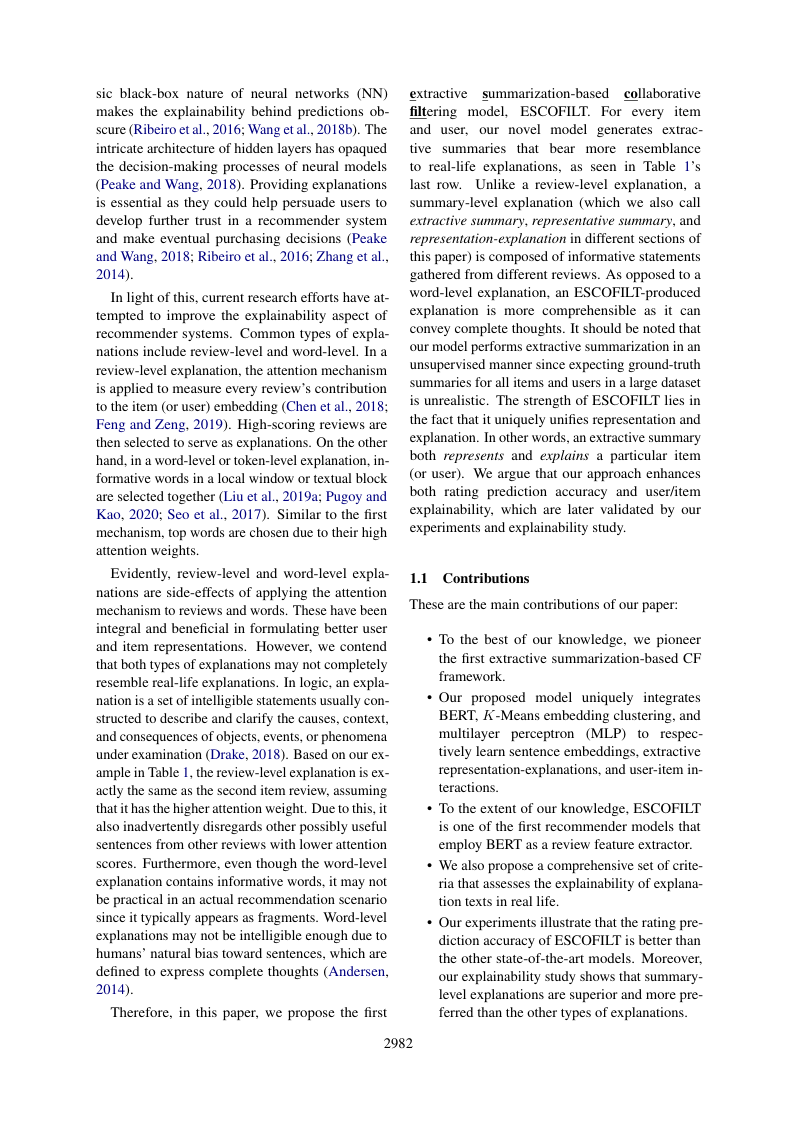 sic black-box nature of neural networks (NN)
makes the explainability behind predictions ob-
scure (Ribeiro et al., 2016; Wang et al., 2018b). The
intricate architecture of hidden layers has opaqued
the decision-making processes of neural models
(Peake and Wang, 2018). Providing explanations
is essential as they could help persuade users to
develop further trust in a recommender system
and make eventual purchasing decisions (Peake
and Wang, 2018; Ribeiro et al., 2016; Zhang et al.,
2014).
In light of this, current research efforts have at-
tempted to improve the explainability aspect of
recommender systems. Common types of expla-
nations include review-level and word-level. In a
review-level explanation, the attention mechanism
is applied to measure every review's contribution
to the item (or user) embedding (Chen et al., 2018;
Feng and Zeng, 2019). High-scoring reviews are
then selected to serve as explanations. On the other
hand, in a word-level or token-level explanation, in-
formative words in a local window or textual block
are selected together (Liu et al., 2019a; Pugoy and
Kao, 2020; Seo et al., 2017). Similar to the first
mechanism, top words are chosen due to their high
attention weights.
Evidently, review-level and word-level expla-
nations are side-effects of applying the attention
mechanism to reviews and words. These have been
integral and beneficial in formulating better user
and item representations. However, we contend
that both types of explanations may not completely
resemble real-life explanations. In logic, an expla-
nation is a set of intelligible statements usually con-
structed to describe and clarify the causes, context,
and consequences of objects, events, or phenomena
under examination (Drake, 2018). Based on our ex-
ample in Table 1, the review-level explanation is ex-
actly the same as the second item review, assuming
that it has the higher attention weight. Due to this, it
also inadvertently disregards other possibly useful
sentences from other reviews with lower attention
scores. Furthermore, even though the word-level
explanation contains informative words, it may not
be practical in an actual recommendation scenario
since it typically appears as fragments. Word-level
explanations may not be intelligible enough due to
humans' natural bias toward sentences, which are
defined to express complete thoughts (Andersen,
2014).
Therefore, in this paper, we propose the first
extractive summarization-based collaborative
filtering model, ESCOFILT. For every item
and user, our novel model generates extrac-
tive summaries that bear more resemblance
to real-life explanations, as seen in Table 1's
last row. Unlike a review-level explanation, a
summary-level explanation (which we also call
extractive summary, representative summary, and
representation-explanation in different sections of
this paper) is composed of informative statements
gathered from different reviews. As opposed to a
word-level explanation, an ESCOFILT-produced
explanation is more comprehensible as it can
convey complete thoughts. It should be noted that
our model performs extractive summarization in an
unsupervised manner since expecting ground-truth
summaries for all items and users in a large dataset
is unrealistic. The strength of ESCOFILT lies in
the fact that it uniquely unifies representation and
explanation. In other words, an extractive summary
both represents and explains a particular item
(or user). We argue that our approach enhances
both rating prediction accuracy and user/item
explainability, which are later validated by our
experiments and explainability study.
1.1 Contributions
These are the main contributions of our paper:
• To the best of our knowledge, we pioneer
the first extractive summarization-based CF
framework.
• Our proposed model uniquely integrates
BERT, K-Means embedding clustering, and
multilayer perceptron (MLP) to respec-
tively learn sentence embeddings, extractive
representation-explanations, and user-item in-
teractions.
• To the extent of our knowledge, ESCOFILT
is one of the first recommender models that
employ BERT as a review feature extractor.
• We also propose a comprehensive set of crite-
ria that assesses the explainability of explana-
tion texts in real life.
• Our experiments illustrate that the rating pre-
diction accuracy of ESCOFILT is better than
the other state-of-the-art models. Moreover,
our explainability study shows that summary-
level explanations are superior and more pre-
ferred than the other types of explanations.
2982